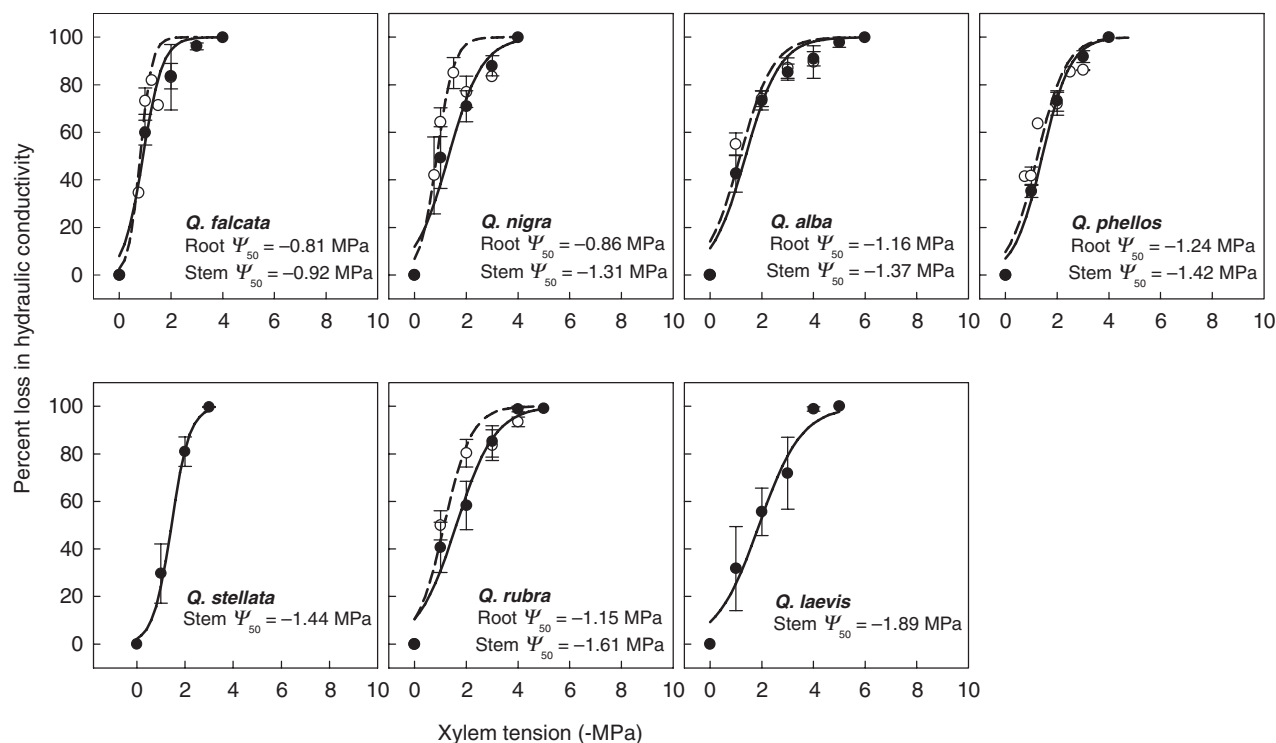 Percent loss in hydraulic conductivity
100
80
60
40
20
0
Q. falcata
Root Ψ50 = –0.81 MPa
Stem Ψ50 = –0.92 MPa
Q. nigra
Root Ψ50 = –0.86 MPa
Stem Ψ50 = –1.31 MPa
Q. alba
Root Ψ50 = –1.16 MPa
Stem Ψ50 = –1.37 MPa
Q. phellos
Root Ψ50 = –1.24 MPa
Stem Ψ50 = –1.42 MPa
0 2 4 6 8 10
0 2 4 6 8 10
0 2 4 6 8 10
0 2 4 6 8 10
100
80
60
40
20
0
Q. stellata
Stem Ψ50 = –1.44 MPa
Q. rubra
Root Ψ50 = –1.15 MPa
Stem Ψ50 = –1.61 MPa
Q. laevis
Stem Ψ50 = –1.89 MPa
0 2 4 6 8 10
0 2 4 6 8 10
0 2 4 6 8 10
Xylem tension (-MPa)